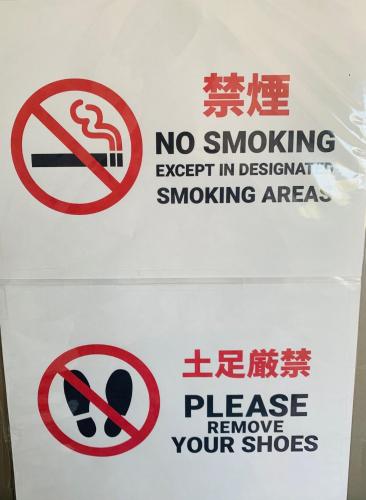 禁煙
NO SMOKING
EXCEPT IN DESIGNATED
SMOKING AREAS
土足厳禁
PLEASE
REMOVE
YOUR SHOES